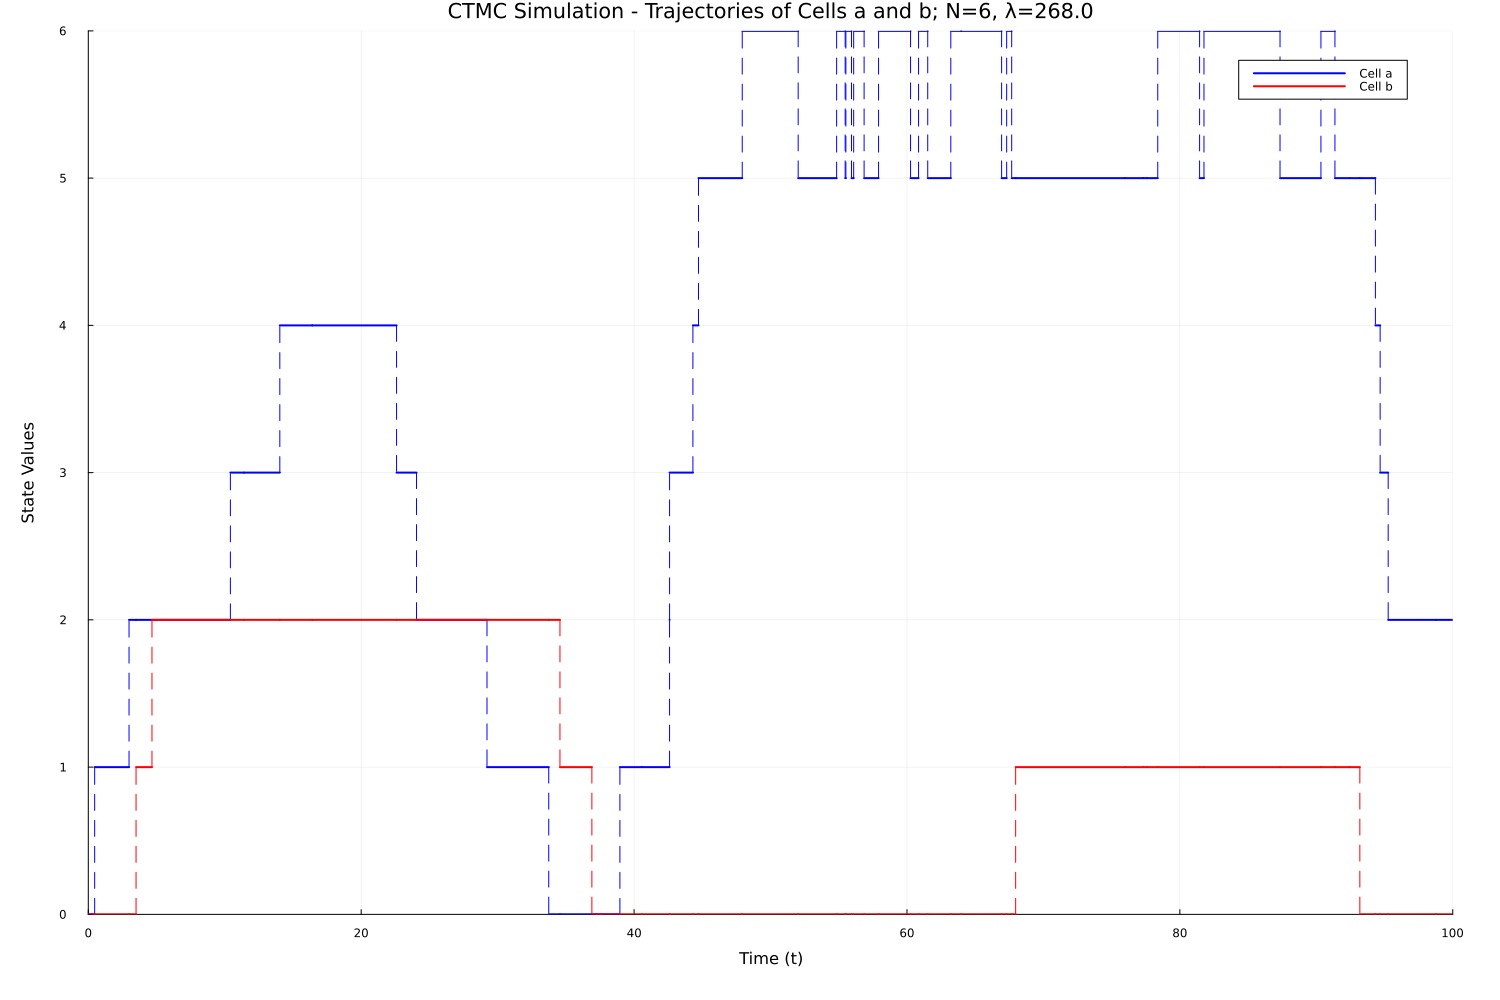 CTMC Simulation - Trajectories of Cells a and b; N=6, λ=268.0
6
Cell a
Cell b
5
4
3
State Values
2
1
0
0 20 40 60 80 100
Time (t)